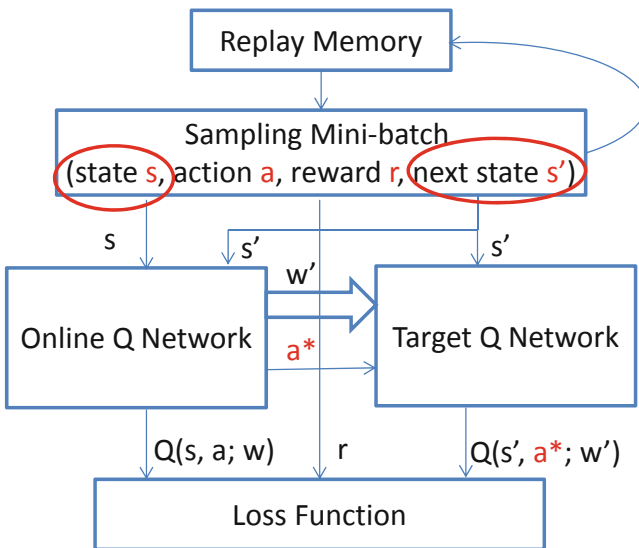 Replay Memory
Sampling Mini-batch
(state s, action a, reward r, next state s’)
s
s’
s’
w’
Online Q Network
Target Q Network
a*
Q(s, a; w)
r
Q(s’, a*; w’)
Loss Function